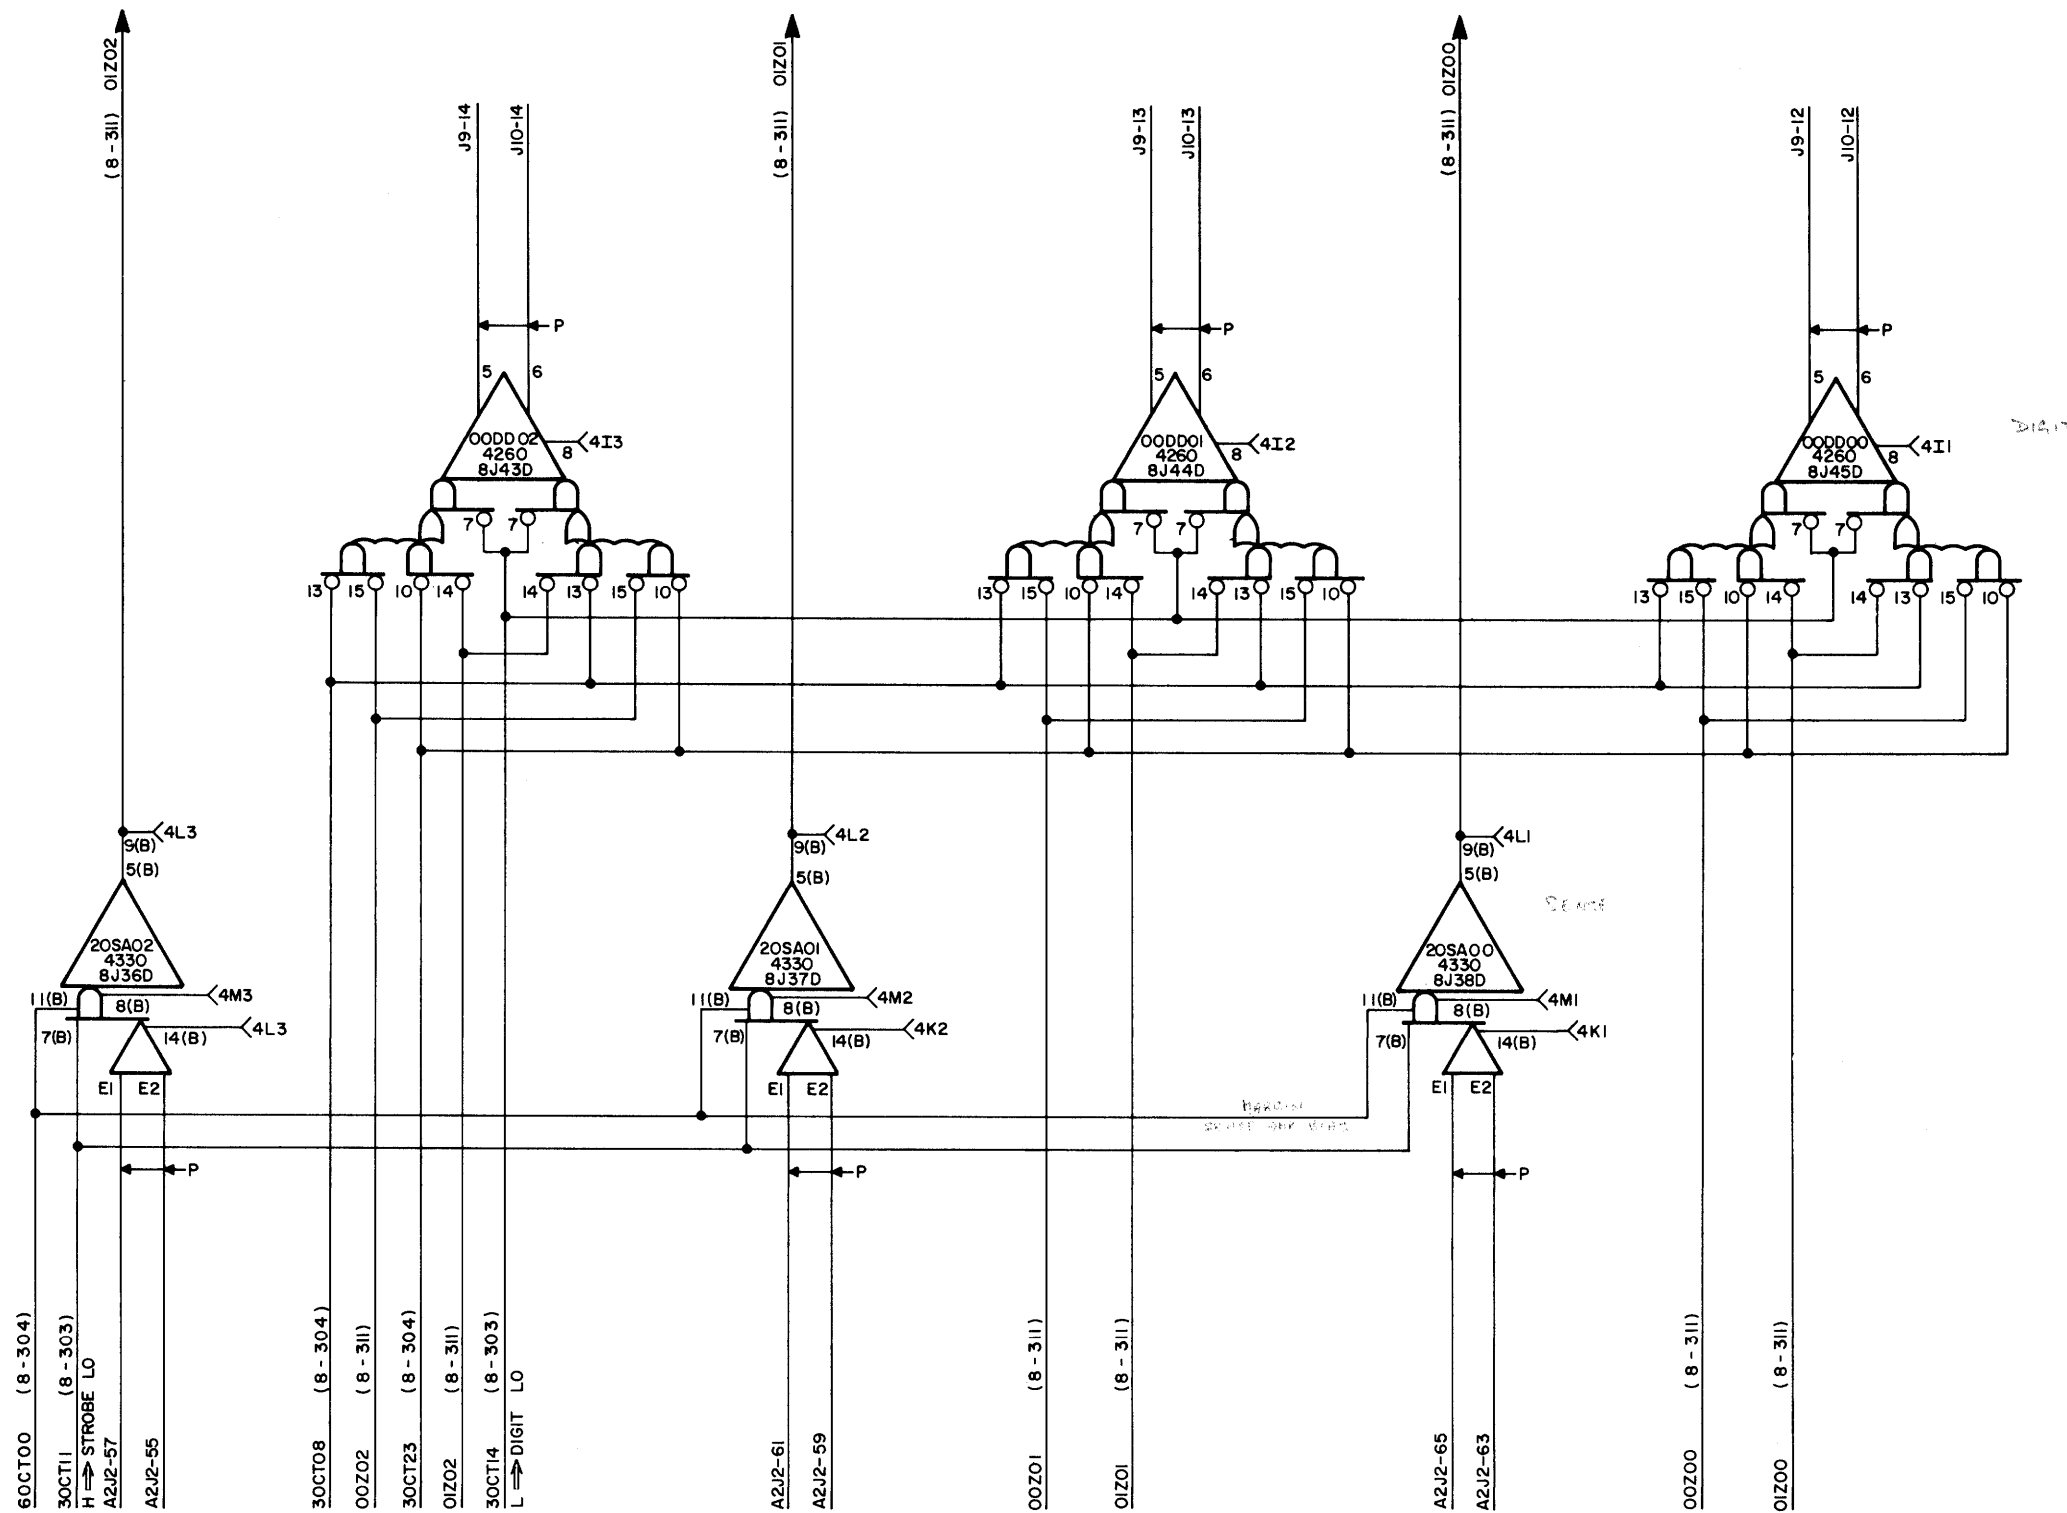 (8-311) 01Z02
(8-311) 01Z01
(8-311) 01Z00
J9-14
J10-14
J9-13
J10-13
J9-12
J10-12
P
P
P
5 6
5 6
5 6
00DD02
4260
8J43D
8
4I3
00DD01
4260
8J44D
8
4I2
00DD00
4260
8J45D
8
4I1
7 7
7 7
7 7
13 15 10 14 14 13 15 10
13 15 10 14 14 13 15 10
13 15 10 14 14 13 15 10
4L3
9(B)
5(B)
4L2
9(B)
5(B)
4L1
9(B)
5(B)
SENSE
20SA02
4330
8J36D
20SA01
4330
8J37D
20SA00
4330
8J38D
11(B) 8(B) 4M3
7(B) 14(B) 4L3
11(B) 8(B) 4M2
7(B) 14(B) 4K2
11(B) 8(B) 4M1
7(B) 14(B) 4K1
E1 E2
E1 E2
E1 E2
MARGIN
P
P
P
60CT00 (8-304)
30CT11 (8-303)
H ⇒ STROBE LO
A2J2-57
A2J2-55
30CT08 (8-304)
00Z02 (8-311)
30CT23 (8-304)
01Z02 (8-311)
30CT14 (8-303)
L ⇒ DIGIT LO
A2J2-61
A2J2-59
00Z01 (8-311)
01Z01 (8-311)
A2J2-65
A2J2-63
00Z00 (8-311)
01Z00 (8-311)